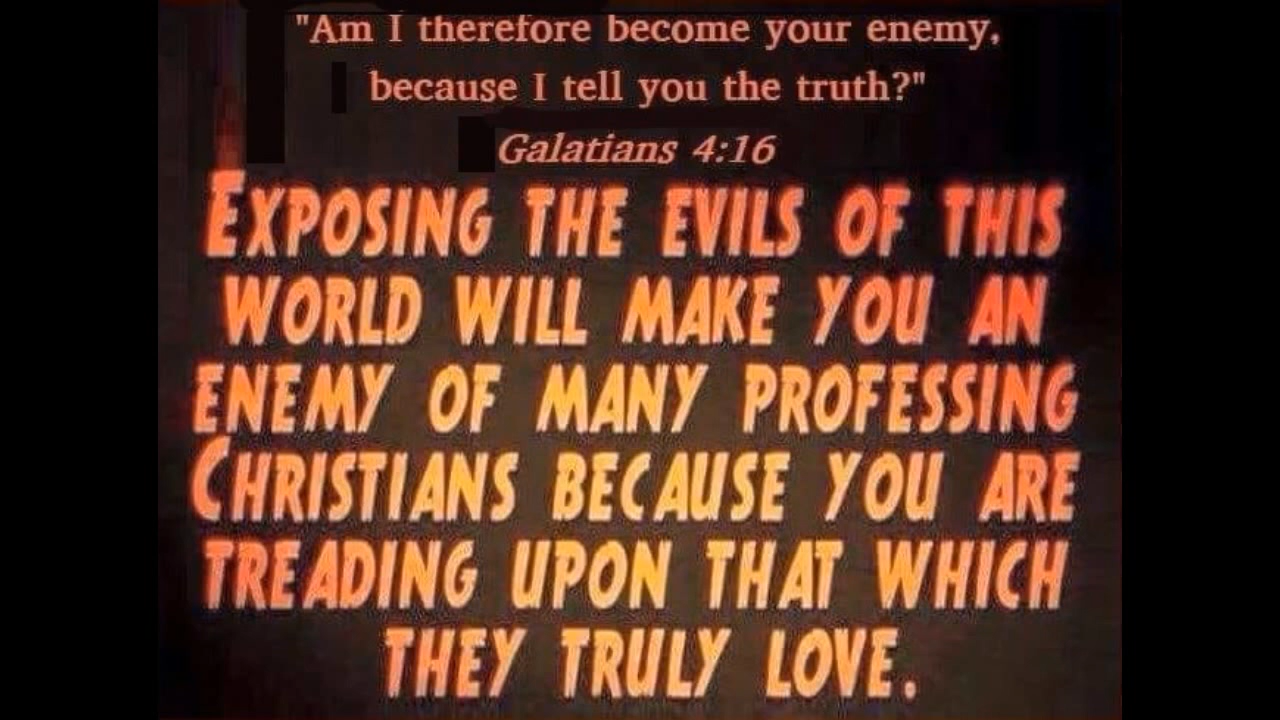 "Am I therefore become your enemy,
because I tell you the truth?"
Galatians 4:16
EXPOSING THE EVILS OF THIS
WORLD WILL MAKE YOU AN
ENEMY OF MANY PROFESSING
CHRISTIANS BECAUSE YOU ARE
TREADING UPON THAT WHICH
THEY TRULY LOVE.